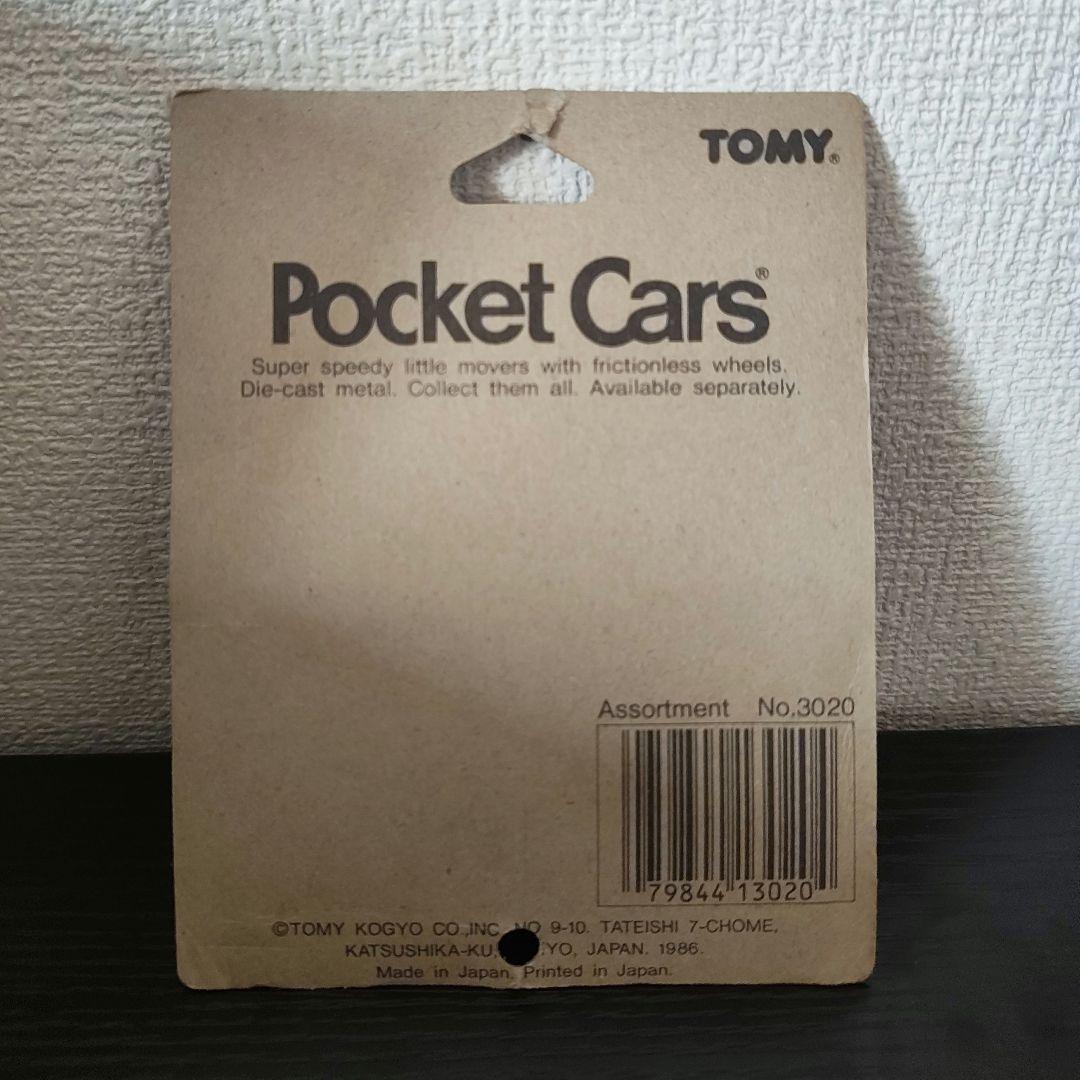 TOMY®
Pocket Cars®
Super speedy little movers with frictionless wheels.
Die-cast metal. Collect them all. Available separately.
Assortment No.3020
79844 13020
©TOMY KOGYO CO.,INC. NO 9-10. TATEISHI 7-CHOME,
KATSUSHIKA-KU, YO, JAPAN. 1986.
Made in Japan. Printed in Japan.